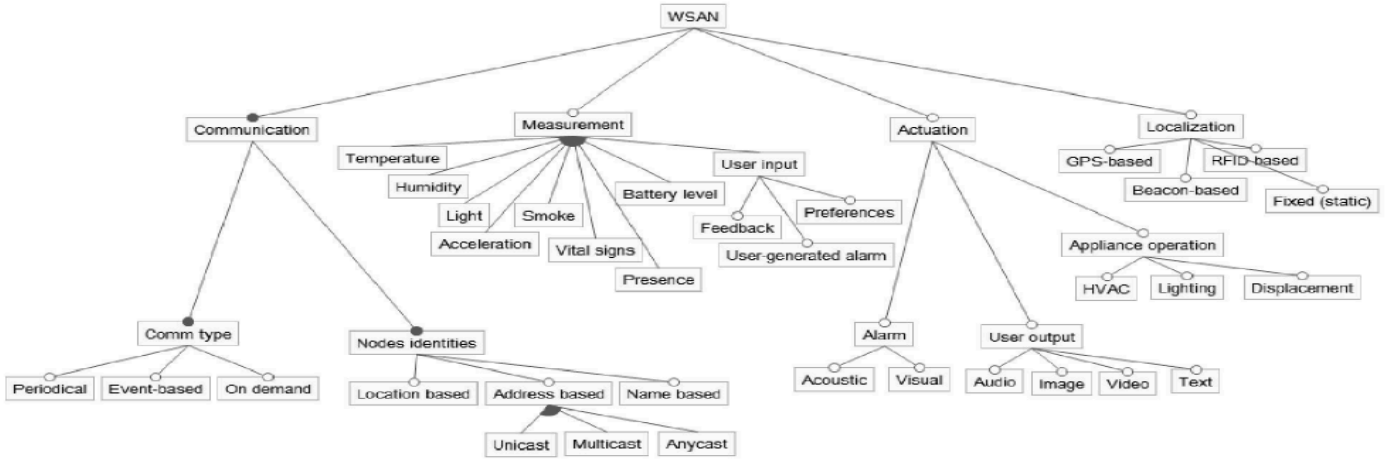 WSAN
Communication
Measurement
Actuation
Localization
Temperature
Humidity
Light
Acceleration
Smoke
Vital signs
Presence
Battery level
User input
Feedback
User-generated alarm
Preferences
GPS-based
Beacon-based
RFID based
Fixed (static)
Appliance operation
HVAC
Lighting
Displacement
Comm type
Periodical
Event-based
On demand
Nodes identities
Location based
Address based
Name based
Unicast
Multicast
Anycast
Alarm
Acoustic
Visual
User output
Audio
Image
Video
Text